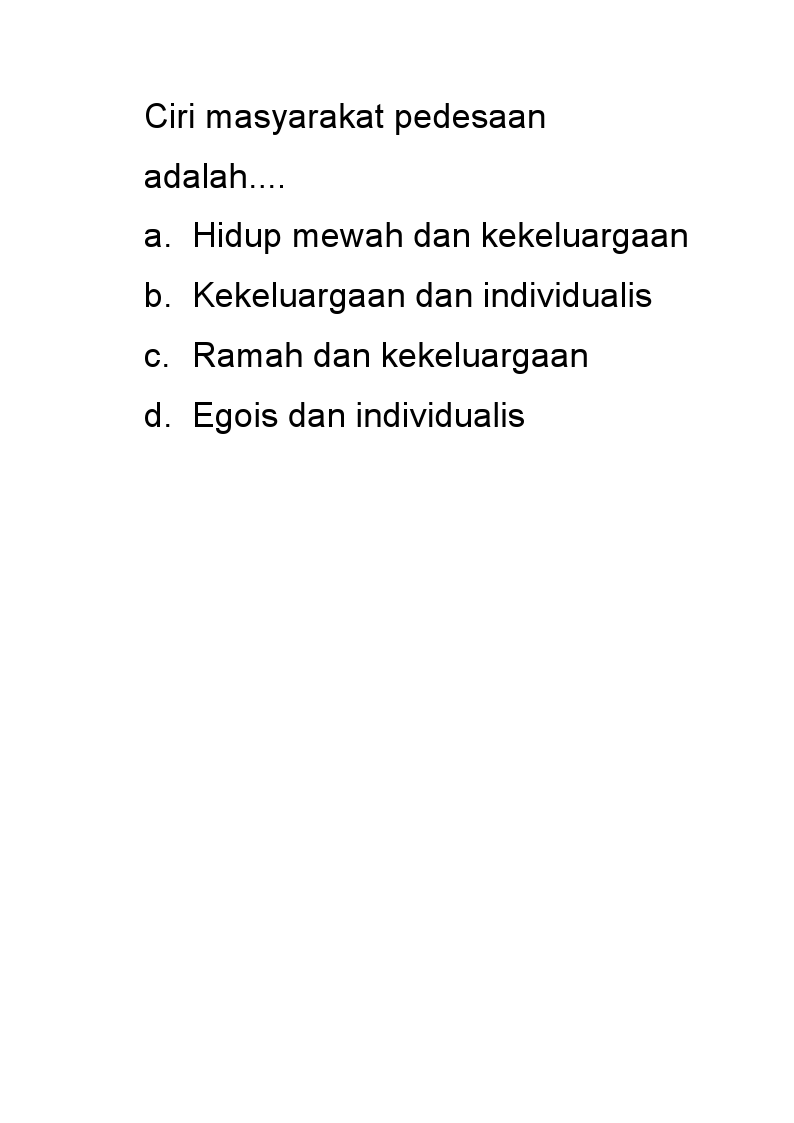 Ciri masyarakat pedesaan
adalah....
a. Hidup mewah dan kekeluargaan
b. Kekeluargaan dan individualis
c. Ramah dan kekeluargaan
d. Egois dan individualis